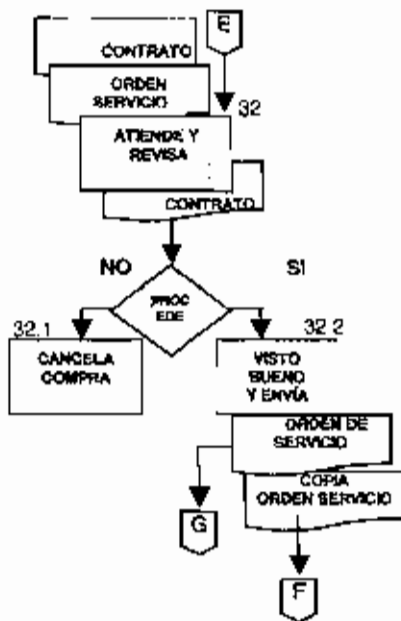 E
CONTRATO
ORDEN
SERVICIO
32
ATIENDE Y
REVISA
CONTRATO
NO
SI
¿PROC
EDE
32.1
32.2
CANCELA
COMPRA
VISTO
BUENO
Y ENVÍA
ORDEN DE
SERVICIO
COPIA
ORDEN SERVICIO
G
F